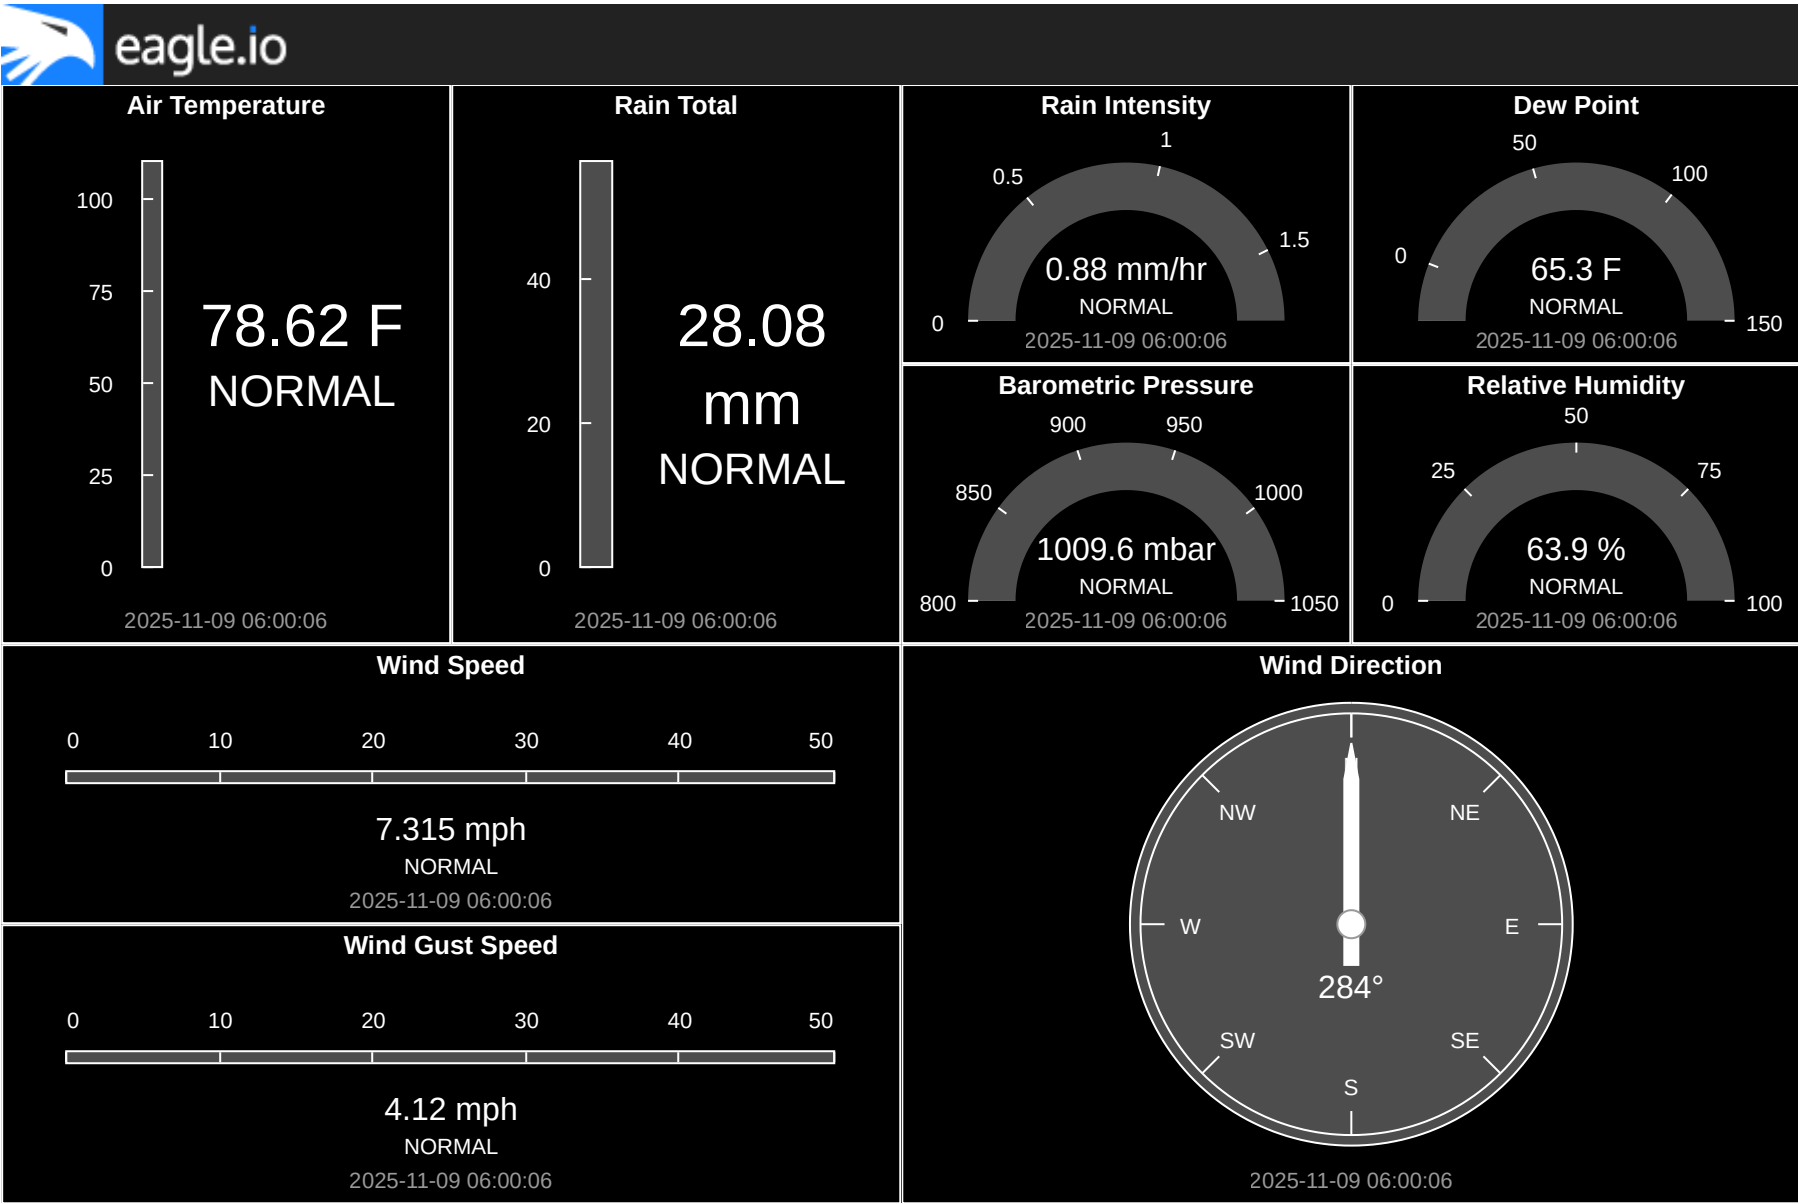 eagle.io
Air Temperature
100
75
50
25
0
78.62 F
NORMAL
2025-11-09 06:00:06
Rain Total
40
20
0
28.08
mm
NORMAL
2025-11-09 06:00:06
Rain Intensity
0
0.5
1
1.5
0.88 mm/hr
NORMAL
2025-11-09 06:00:06
Dew Point
0
50
100
150
65.3 F
NORMAL
2025-11-09 06:00:06
Barometric Pressure
800
850
900
950
1000
1050
1009.6 mbar
NORMAL
2025-11-09 06:00:06
Relative Humidity
0
25
50
75
100
63.9 %
NORMAL
2025-11-09 06:00:06
Wind Speed
0 10 20 30 40 50
7.315 mph
NORMAL
2025-11-09 06:00:06
Wind Gust Speed
0 10 20 30 40 50
4.12 mph
NORMAL
2025-11-09 06:00:06
Wind Direction
NW NE
W E
284°
SW SE
S
2025-11-09 06:00:06